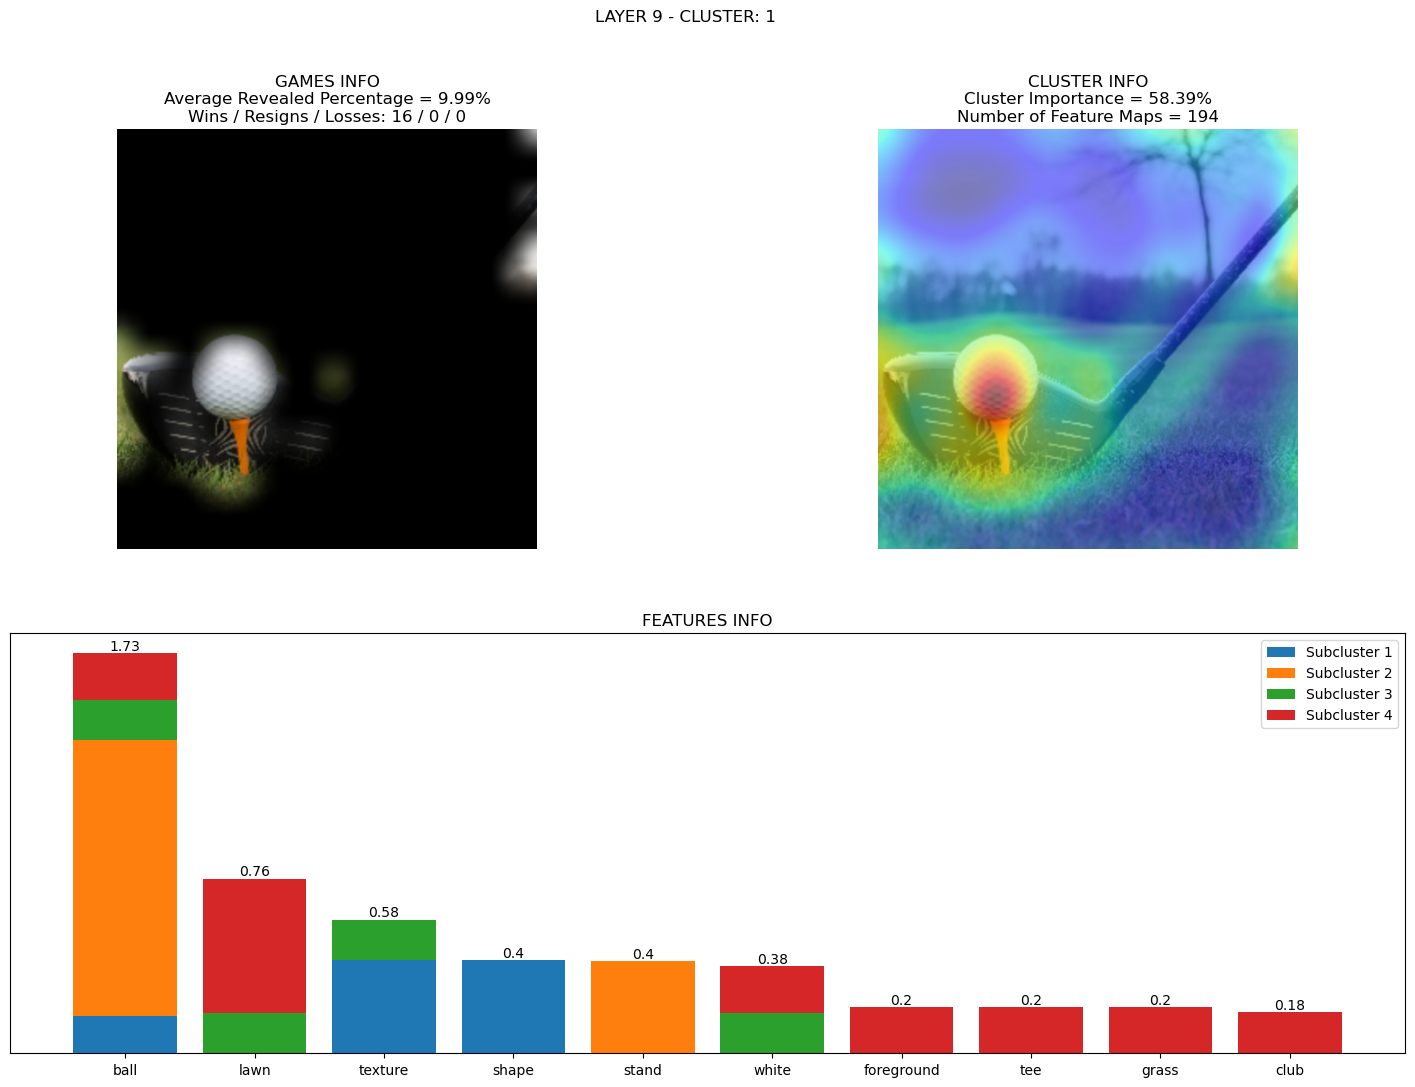 LAYER 9 - CLUSTER: 1
GAMES INFO
Average Revealed Percentage = 9.99%
Wins / Resigns / Losses: 16 / 0 / 0
CLUSTER INFO
Cluster Importance = 58.39%
Number of Feature Maps = 194
FEATURES INFO
1.73
0.76
0.58
0.4
0.4
0.38
0.2
0.2
0.2
0.18
Subcluster 1
Subcluster 2
Subcluster 3
Subcluster 4
ball
lawn
texture
shape
stand
white
foreground
tee
grass
club